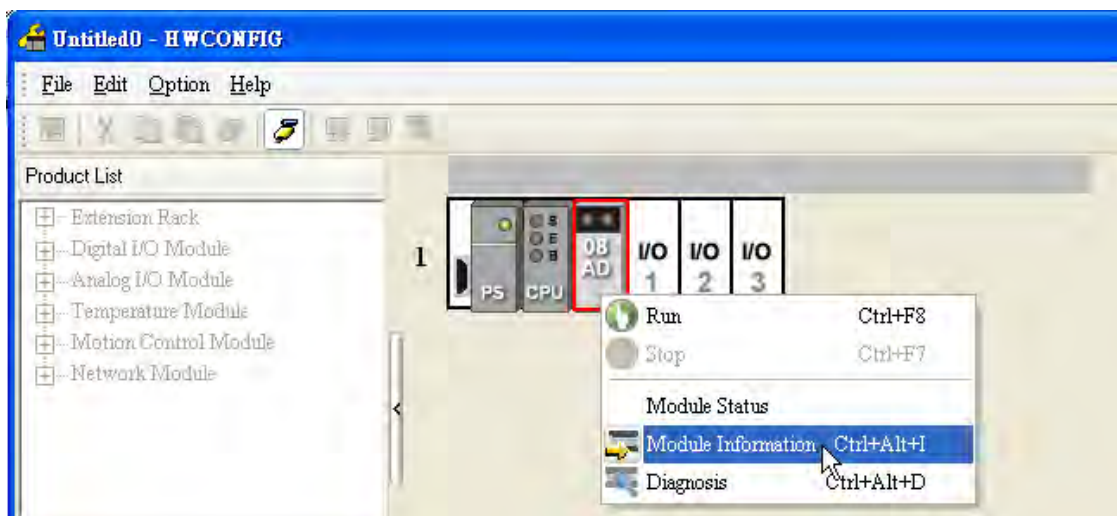 Untitled0 - HWCONFIG
File Edit Option Help
Product List
Extension Rack
Digital I/O Module
Analog I/O Module
Temperature Module
Motion Control Module
Network Module
1
PS
CPU
08
AD
I/O
1
I/O
2
I/O
3
Run Ctrl+F8
Stop Ctrl+F7
Module Status
Module Information Ctrl+Alt+I
Diagnosis Ctrl+Alt+D